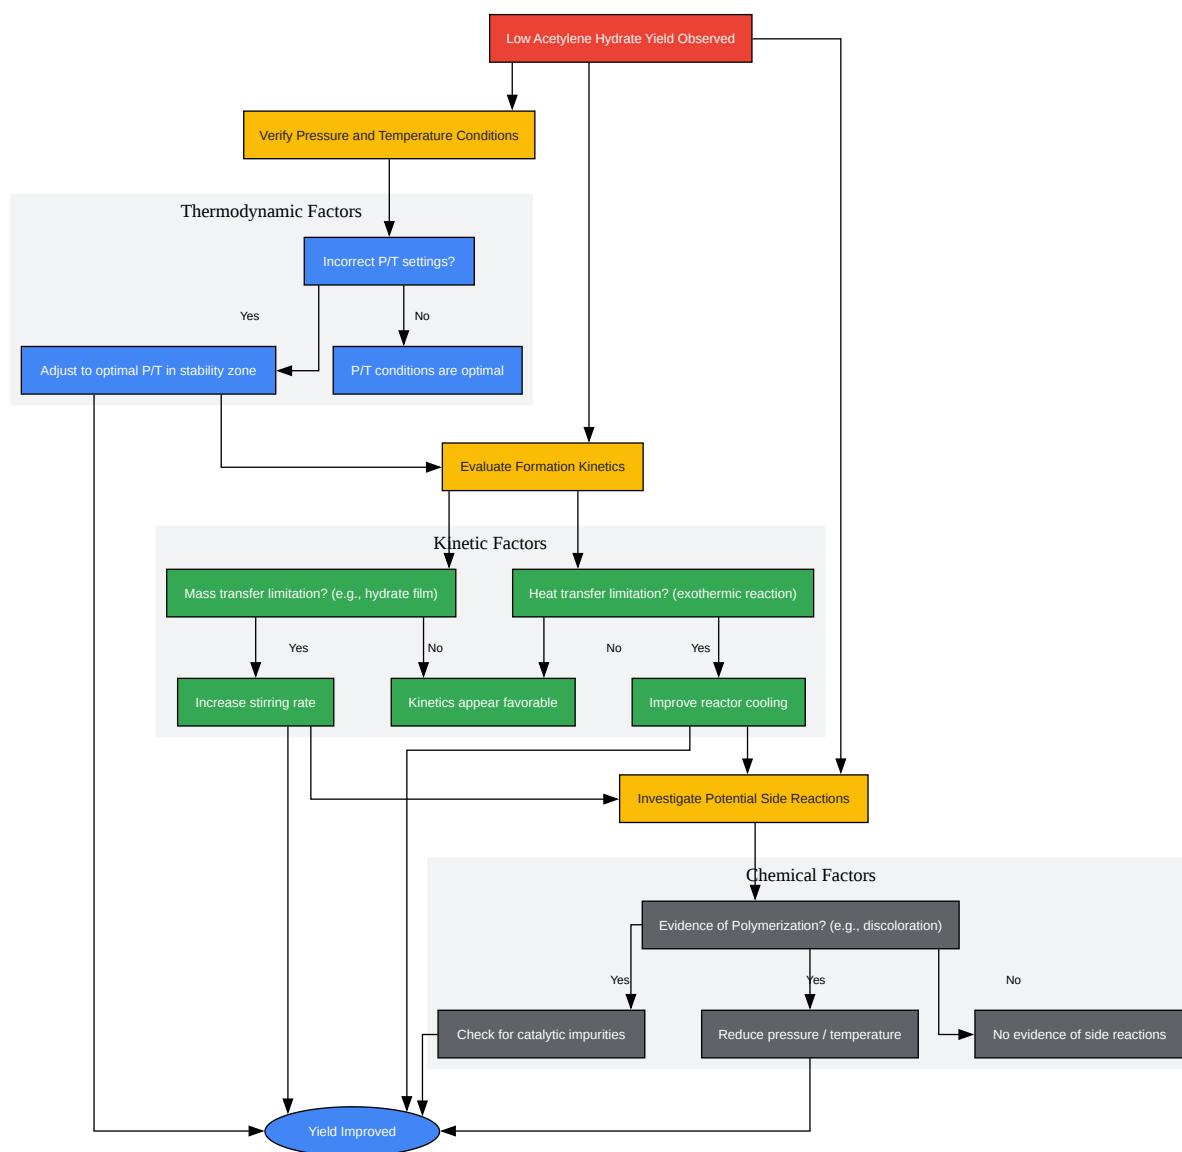 Low Acetylene Hydrate Yield Observed
Verify Pressure and Temperature Conditions
Thermodynamic Factors
Incorrect P/T settings?
Yes
No
Adjust to optimal P/T in stability zone
P/T conditions are optimal
Evaluate Formation Kinetics
Kinetic Factors
Mass transfer limitation? (e.g., hydrate film)
Heat transfer limitation? (exothermic reaction)
Yes
No
No
Yes
Increase stirring rate
Kinetics appear favorable
Improve reactor cooling
Investigate Potential Side Reactions
Chemical Factors
Evidence of Polymerization? (e.g., discoloration)
Yes
Yes
No
Check for catalytic impurities
Reduce pressure / temperature
No evidence of side reactions
Yield Improved